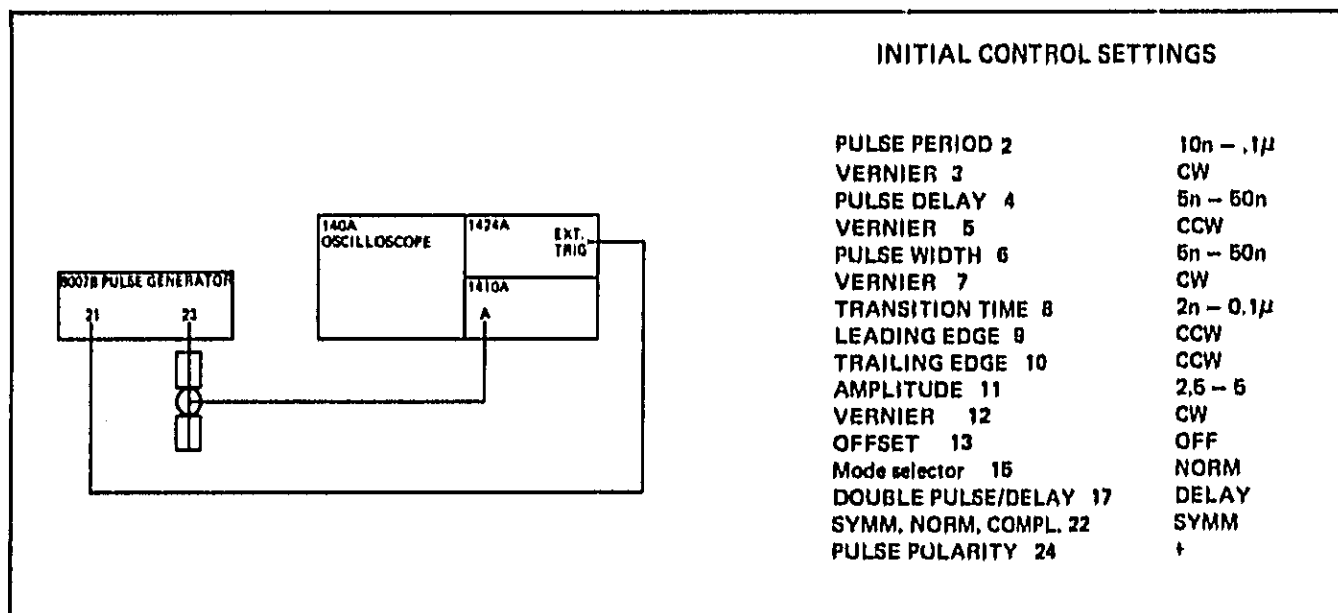 INITIAL CONTROL SETTINGS
PULSE PERIOD 2 10n – .1μ
VERNIER 3 CW
PULSE DELAY 4 5n – 50n
VERNIER 5 CCW
PULSE WIDTH 6 5n – 50n
VERNIER 7 CW
TRANSITION TIME 8 2n – 0.1μ
LEADING EDGE 9 CCW
TRAILING EDGE 10 CCW
AMPLITUDE 11 2,5 – 5
VERNIER 12 CW
OFFSET 13 OFF
Mode selector 15 NORM
DOUBLE PULSE/DELAY 17 DELAY
SYMM, NORM, COMPL. 22 SYMM
PULSE POLARITY 24 +
140A
OSCILLOSCOPE
1424A
EXT.
TRIG
1410A
A
8007B PULSE GENERATOR
21 23